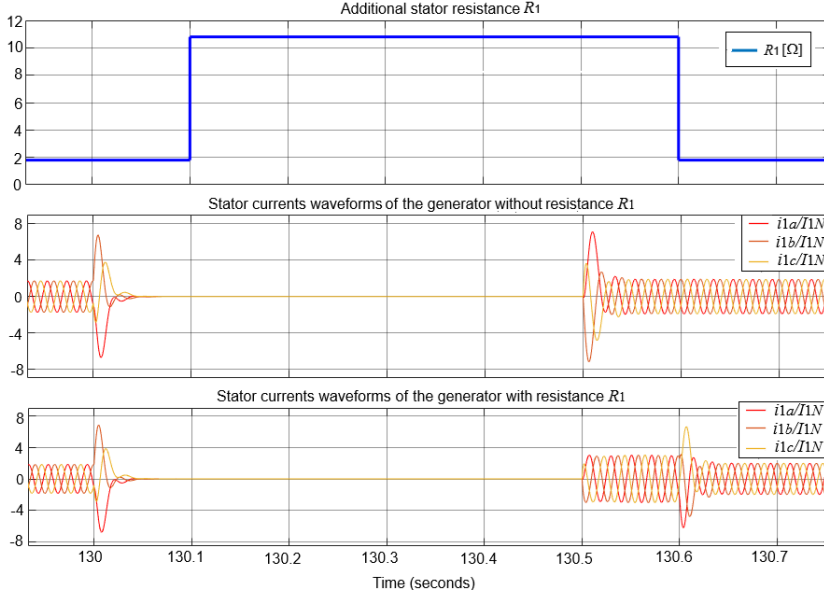 Additional stator resistance R1
12
10
8
6
4
2
0
R1[Ω]
Stator currents waveforms of the generator without resistance R1
8
4
0
-4
-8
i1a/I1N
i1b/I1N
i1c/I1N
Stator currents waveforms of the generator with resistance R1
8
4
0
-4
-8
i1a/I1N
i1b/I1N
i1c/I1N
130 130.1 130.2 130.3 130.4 130.5 130.6 130.7
Time (seconds)